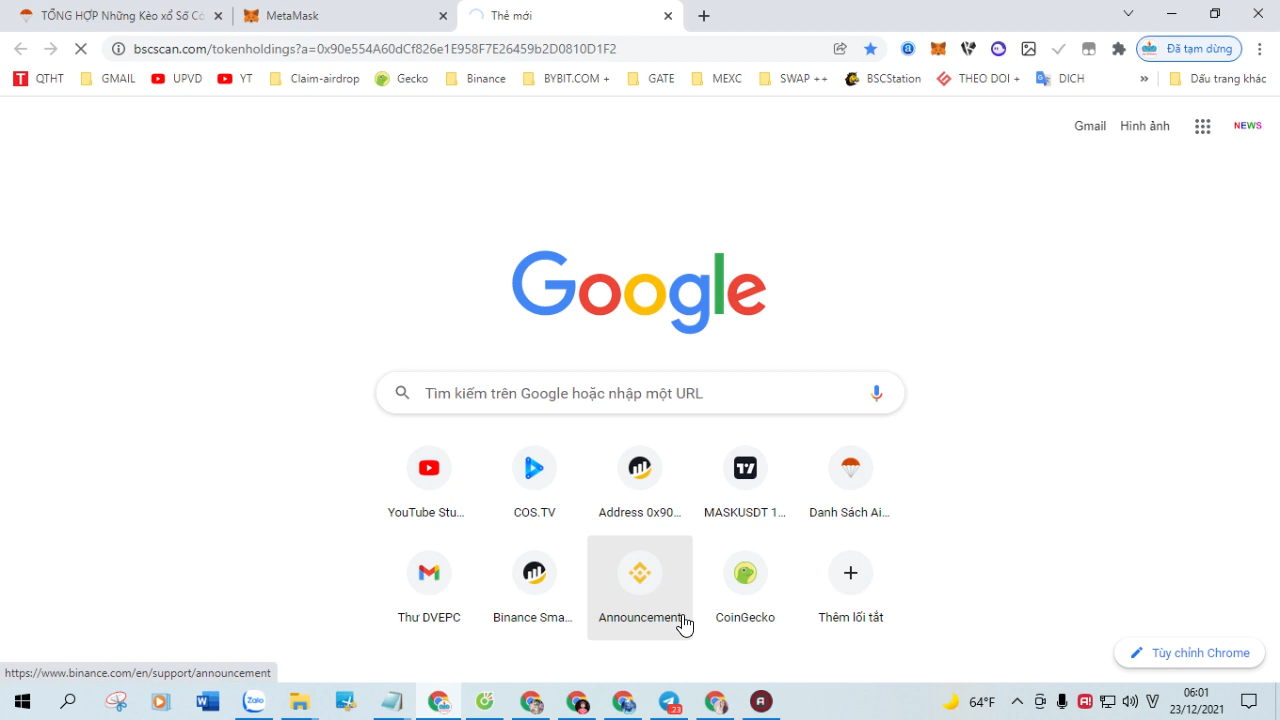 TỔNG HỢP Những Kèo xổ Số Cơ
MetaMask
Thẻ mới
bscscan.com/tokenholdings?a=0x90e554A60dCf826e1E958F7E26459b2D0810D1F2
Đã tạm dừng
QTHT
GMAIL
UPVD
YT
Claim-airdrop
Gecko
Binance
BYBIT.COM +
GATE
MEXC
SWAP ++
BSCStation
THEO DOI +
DICH
»
Dấu trang khác
Gmail
Hình ảnh
NEWS
Google
Tìm kiếm trên Google hoặc nhập một URL
YouTube Stu...
COS.TV
Address 0x90...
MASKUSDT 1...
Danh Sách Ai...
Thư DVEPC
Binance Sma...
Announcement
CoinGecko
Thêm lối tắt
Tùy chỉnh Chrome
https://www.binance.com/en/support/announcement
Zalo
23
64°F
06:01
23/12/2021